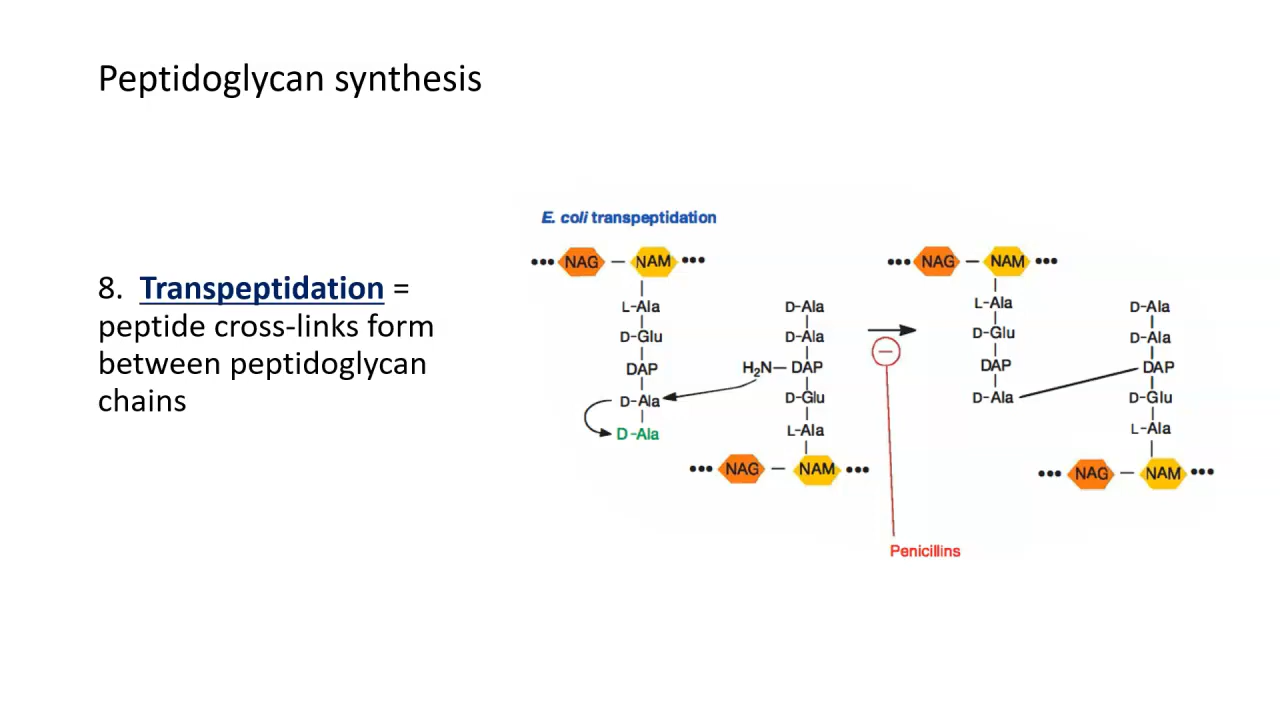 Peptidoglycan synthesis
8. Transpeptidation =
peptide cross-links form
between peptidoglycan
chains
E. coli transpeptidation
••• NAG — NAM •••
L-Ala
D-Glu
DAP
D-Ala
D-Ala
D-Ala
D-Ala
H₂N— DAP
D-Glu
L-Ala
••• NAG — NAM •••
−
Penicillins
••• NAG — NAM •••
L-Ala
D-Glu
DAP
D-Ala
D-Ala
D-Ala
DAP
D-Glu
L-Ala
••• NAG — NAM •••